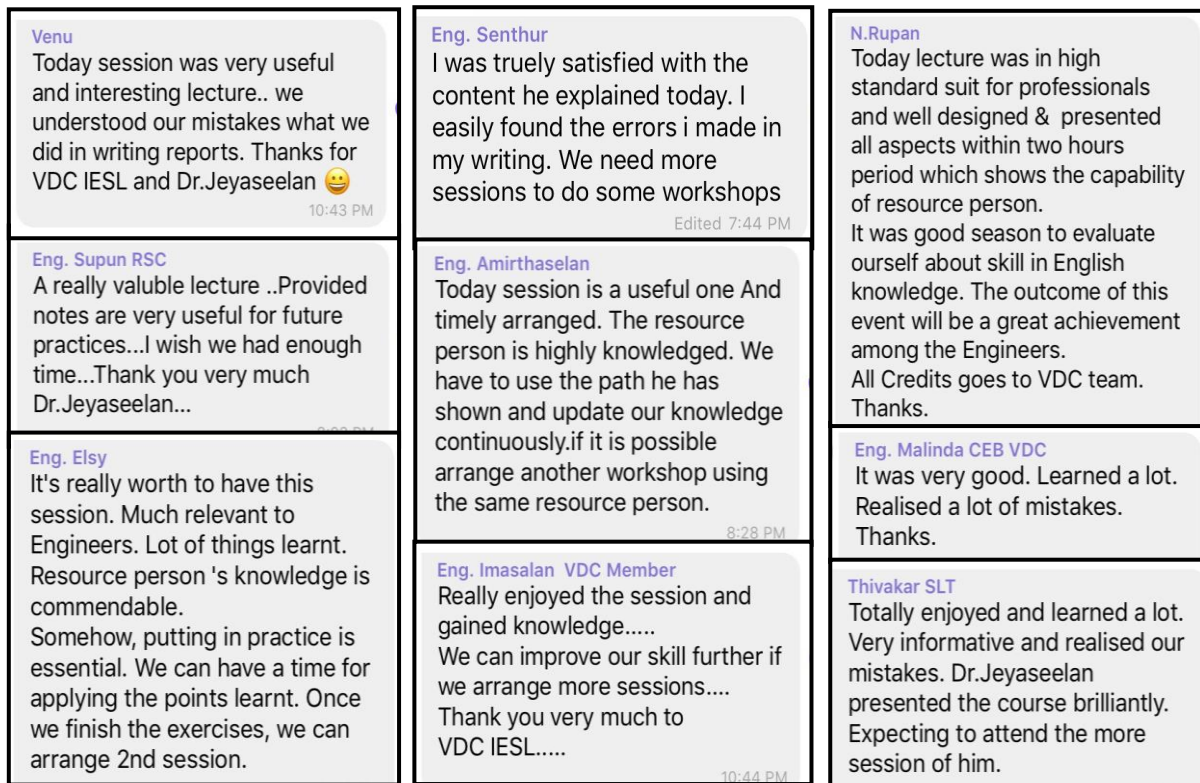 Venu
Today session was very useful
and interesting lecture.. we
understood our mistakes what we
did in writing reports. Thanks for
VDC IESL and Dr.Jeyaseelan 😀
10:43 PM
Eng. Supun RSC
A really valuble lecture ..Provided
notes are very useful for future
practices...I wish we had enough
time...Thank you very much
Dr.Jeyaseelan...
Eng. Elsy
It's really worth to have this
session. Much relevant to
Engineers. Lot of things learnt.
Resource person 's knowledge is
commendable.
Somehow, putting in practice is
essential. We can have a time for
applying the points learnt. Once
we finish the exercises, we can
arrange 2nd session.
Eng. Senthur
I was truely satisfied with the
content he explained today. I
easily found the errors i made in
my writing. We need more
sessions to do some workshops
Edited 7:44 PM
Eng. Amirthaselan
Today session is a useful one And
timely arranged. The resource
person is highly knowledged. We
have to use the path he has
shown and update our knowledge
continuously.if it is possible
arrange another workshop using
the same resource person.
8:28 PM
Eng. Imasalan VDC Member
Really enjoyed the session and
gained knowledge.....
We can improve our skill further if
we arrange more sessions....
Thank you very much to
VDC IESL.....
10:44 PM
N.Rupan
Today lecture was in high
standard suit for professionals
and well designed & presented
all aspects within two hours
period which shows the capability
of resource person.
It was good season to evaluate
ourself about skill in English
knowledge. The outcome of this
event will be a great achievement
among the Engineers.
All Credits goes to VDC team.
Thanks.
Eng. Malinda CEB VDC
It was very good. Learned a lot.
Realised a lot of mistakes.
Thanks.
Thivakar SLT
Totally enjoyed and learned a lot.
Very informative and realised our
mistakes. Dr.Jeyaseelan
presented the course brilliantly.
Expecting to attend the more
session of him.